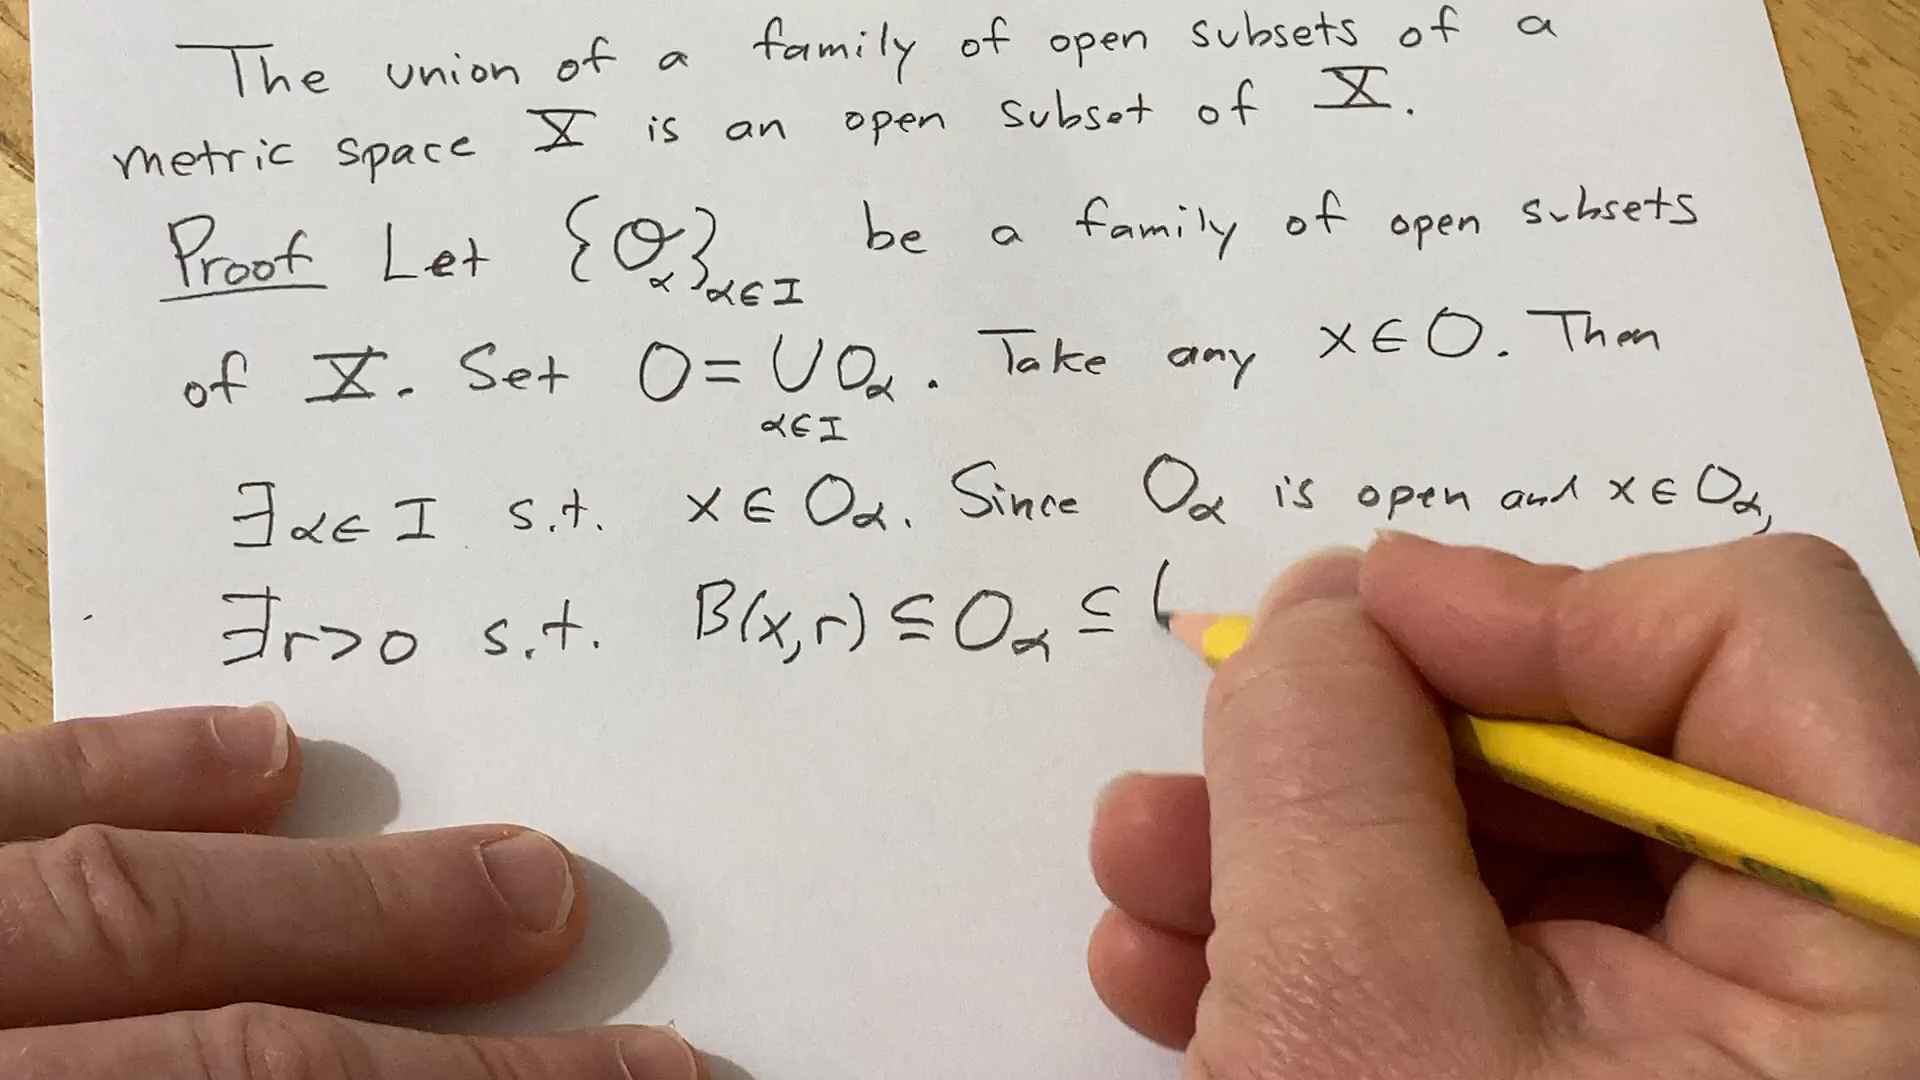 The union of a family of open subsets of a
metric space X is an open subset of X.
Proof Let {O_α}_{α∈I} be a family of open subsets
of X. Set O = ∪ O_α. Take any x ∈ O. Then
α∈I
∃ α ∈ I s.t. x ∈ O_α. Since O_α is open and x ∈ O_α,
∃ r > 0 s.t. B(x,r) ⊆ O_α ⊆